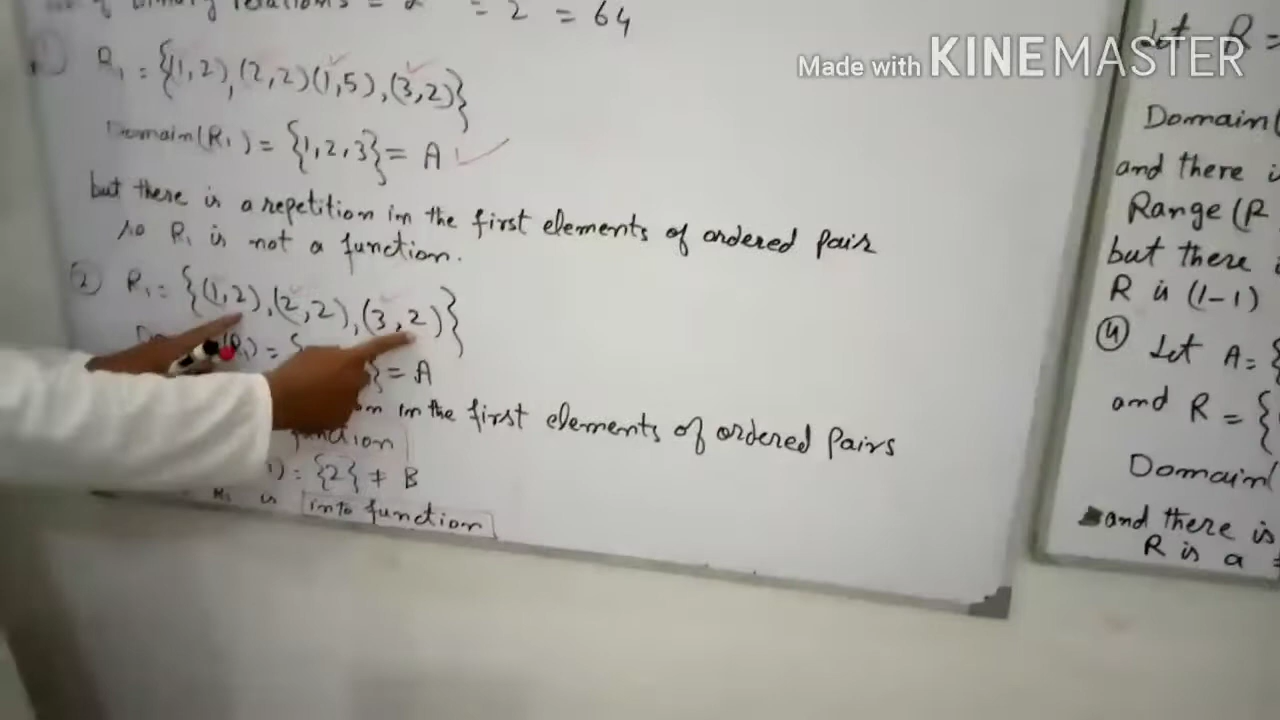 = 2 = 64
Made with KINEMASTER
R₁ = {(1,2), (2,2) (1,5), (3,2)}
Domain(R₁) = {1,2,3} = A ✓
but there is a repetition in the first elements of ordered pair
so R₁ is not a function.
(2) R₁ = {(1,2), (2,2), (3,2)}
(R₁) = {
} = A
in the first elements of ordered pairs
function
= {2} ≠ B
is into function
Let R =
Domain(
and there i
Range (R
but there
R is (1-1)
(4) Let A = {
and R = {
Domain(
and there is
R is a